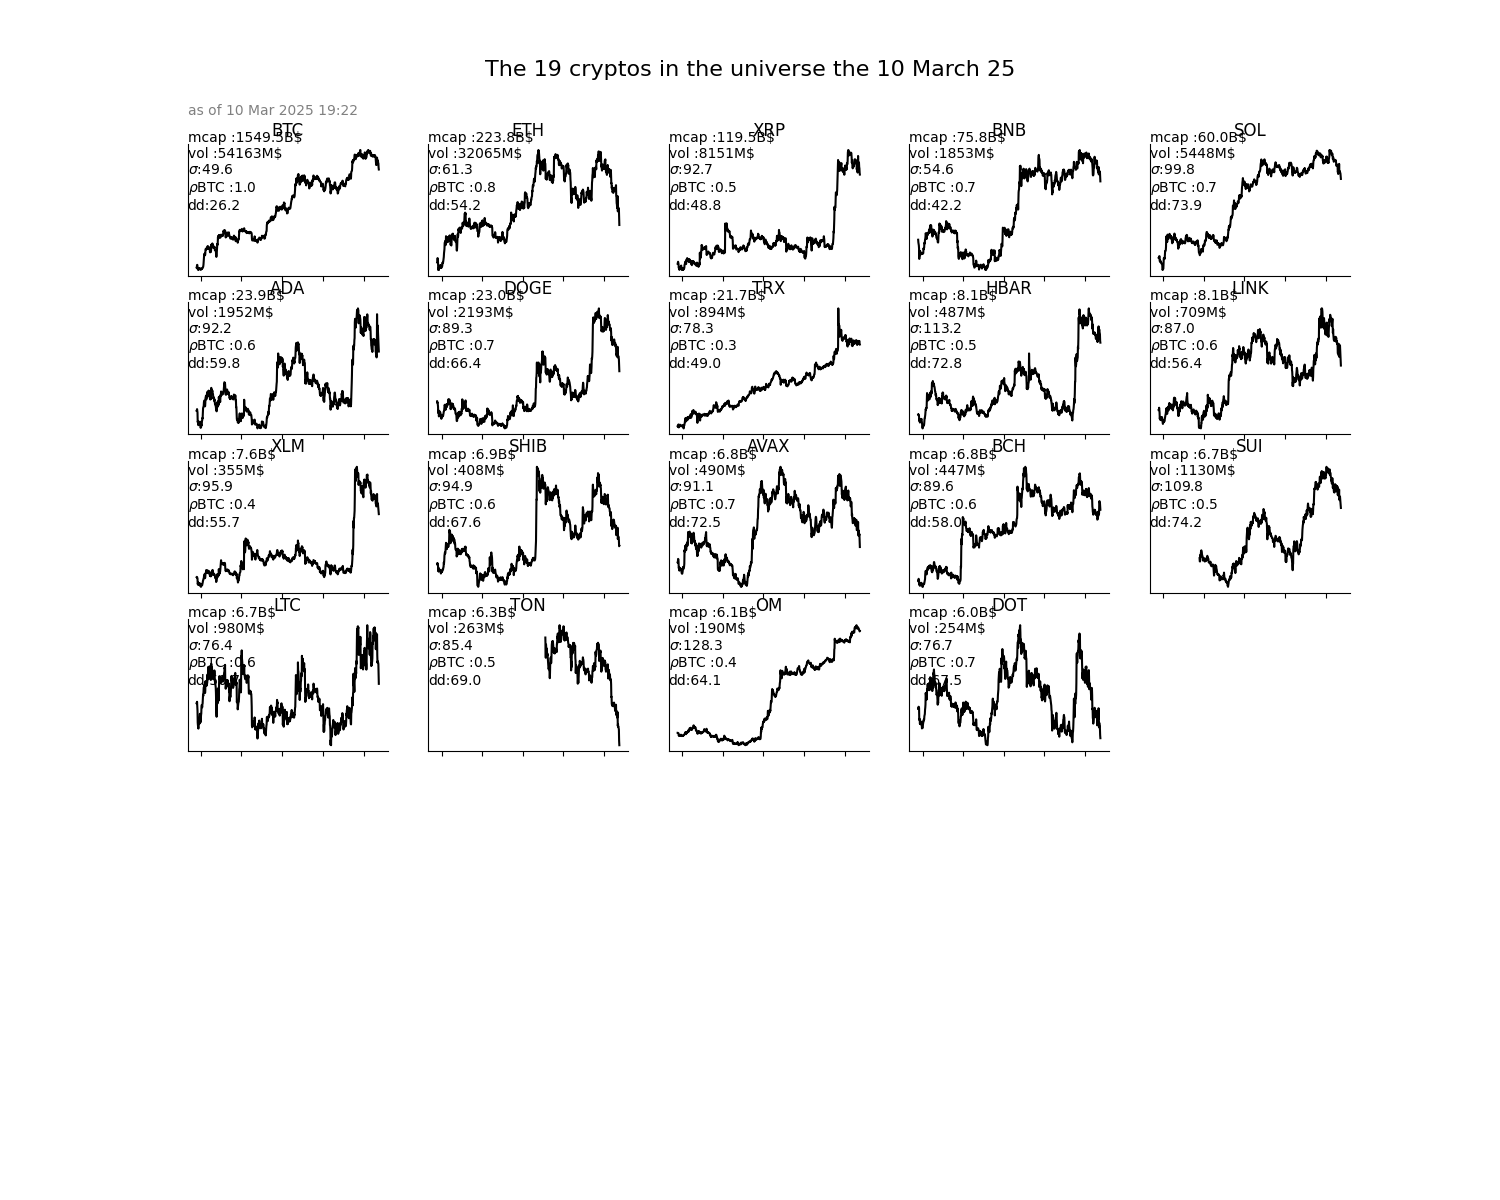 The 19 cryptos in the universe the 10 March 25
as of 10 Mar 2025 19:22
BTC
mcap :1549.5B$
vol :54163M$
σ:49.6
ρBTC :1.0
dd:26.2
ETH
mcap :223.8B$
vol :32065M$
σ:61.3
ρBTC :0.8
dd:54.2
XRP
mcap :119.5B$
vol :8151M$
σ:92.7
ρBTC :0.5
dd:48.8
BNB
mcap :75.8B$
vol :1853M$
σ:54.6
ρBTC :0.7
dd:42.2
SOL
mcap :60.0B$
vol :5448M$
σ:99.8
ρBTC :0.7
dd:73.9
ADA
mcap :23.9B$
vol :1952M$
σ:92.2
ρBTC :0.6
dd:59.8
DOGE
mcap :23.0B$
vol :2193M$
σ:89.3
ρBTC :0.7
dd:66.4
TRX
mcap :21.7B$
vol :894M$
σ:78.3
ρBTC :0.3
dd:49.0
HBAR
mcap :8.1B$
vol :487M$
σ:113.2
ρBTC :0.5
dd:72.8
LINK
mcap :8.1B$
vol :709M$
σ:87.0
ρBTC :0.6
dd:56.4
XLM
mcap :7.6B$
vol :355M$
σ:95.9
ρBTC :0.4
dd:55.7
SHIB
mcap :6.9B$
vol :408M$
σ:94.9
ρBTC :0.6
dd:67.6
AVAX
mcap :6.8B$
vol :490M$
σ:91.1
ρBTC :0.7
dd:72.5
BCH
mcap :6.8B$
vol :447M$
σ:89.6
ρBTC :0.6
dd:58.0
SUI
mcap :6.7B$
vol :1130M$
σ:109.8
ρBTC :0.5
dd:74.2
LTC
mcap :6.7B$
vol :980M$
σ:76.4
ρBTC :0.6
TON
mcap :6.3B$
vol :263M$
σ:85.4
ρBTC :0.5
dd:69.0
OM
mcap :6.1B$
vol :190M$
σ:128.3
ρBTC :0.4
dd:64.1
DOT
mcap :6.0B$
vol :254M$
σ:76.7
ρBTC :0.7
dd:67.5